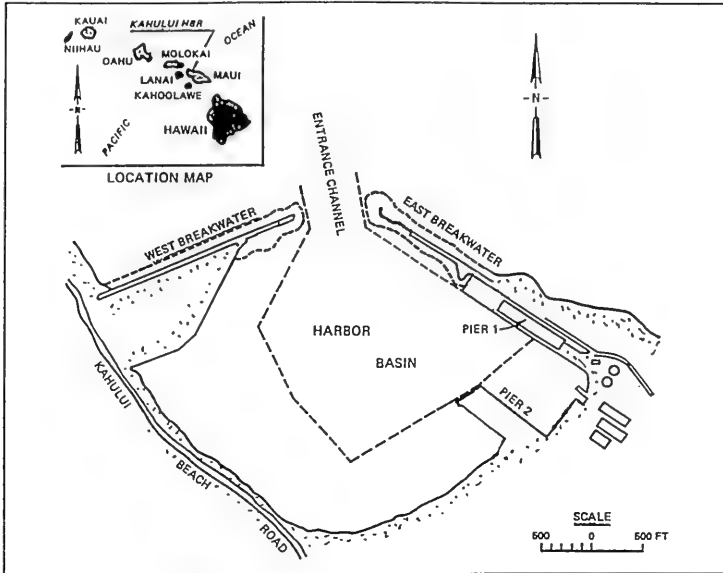 KAUAI
KAHULUI HBR
OCEAN
NIIHAU
OAHU
MOLOKAI
LANAI
MAUI
KAHOOLAWE
-N-
HAWAII
PACIFIC
LOCATION MAP
-N-
ENTRANCE CHANNEL
WEST BREAKWATER
EAST BREAKWATER
HARBOR
BASIN
PIER 1
PIER 2
KAHULUI
BEACH
ROAD
SCALE
500 0 500 FT